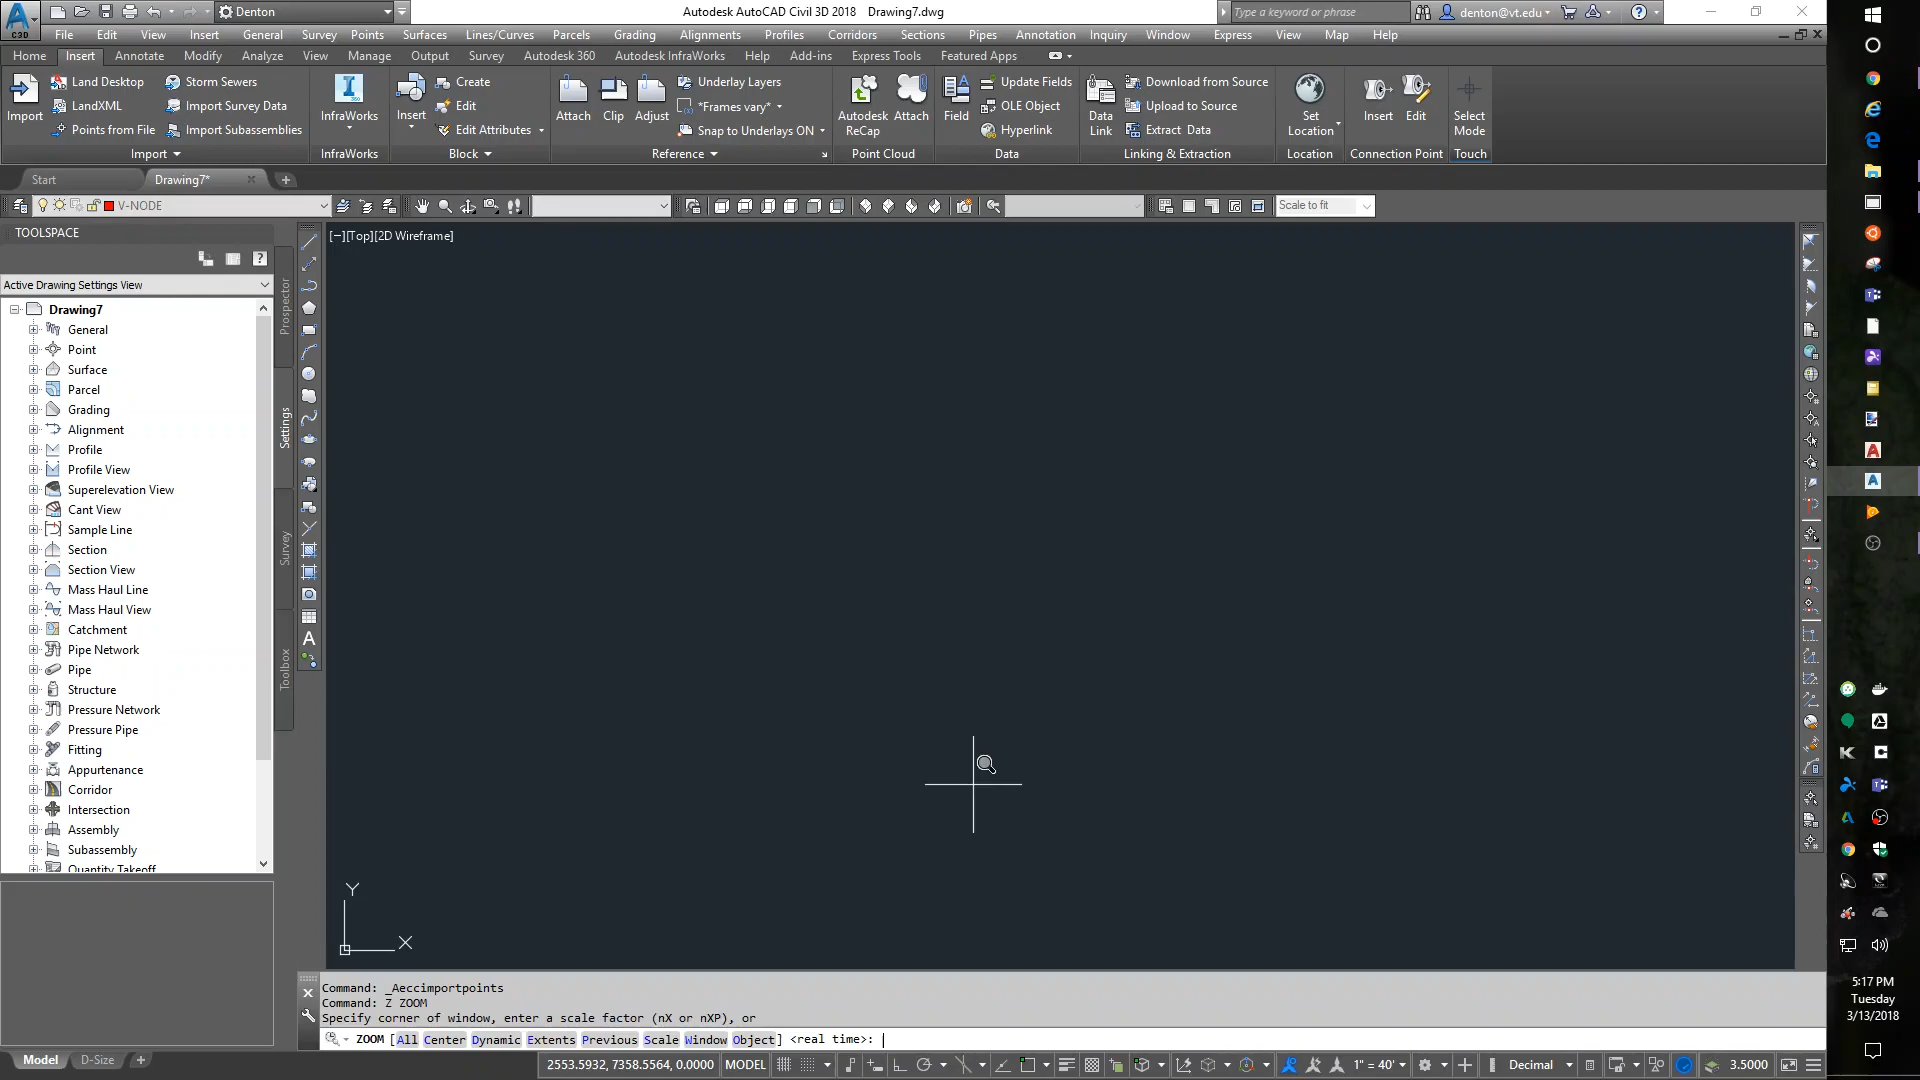 Denton
Autodesk AutoCAD Civil 3D 2018 Drawing7.dwg
Type a keyword or phrase
denton@vt.edu
C3D
File Edit View Insert General Survey Points Surfaces Lines/Curves Parcels Grading Alignments Profiles Corridors Sections Pipes Annotation Inquiry Window Express View Map Help
Home Insert Annotate Modify Analyze View Manage Output Survey Autodesk 360 Autodesk InfraWorks Help Add-ins Express Tools Featured Apps
Import
Land Desktop
LandXML
Points from File
Storm Sewers
Import Survey Data
Import Subassemblies
Import
InfraWorks
InfraWorks
Insert
Create
Edit
Edit Attributes
Block
Attach
Clip
Adjust
Underlay Layers
*Frames vary*
Snap to Underlays ON
Reference
Autodesk ReCap
Attach
Point Cloud
Field
Update Fields
OLE Object
Hyperlink
Data
Data Link
Download from Source
Upload to Source
Extract Data
Linking & Extraction
Set Location
Location
Insert
Edit
Connection Point
Select Mode
Touch
Start
Drawing7*
V-NODE
Scale to fit
TOOLSPACE
Active Drawing Settings View
Drawing7
General
Point
Surface
Parcel
Grading
Alignment
Profile
Profile View
Superelevation View
Cant View
Sample Line
Section
Section View
Mass Haul Line
Mass Haul View
Catchment
Pipe Network
Pipe
Structure
Pressure Network
Pressure Pipe
Fitting
Appurtenance
Corridor
Intersection
Assembly
Subassembly
Quantity Takeoff
Prospector
Settings
Survey
Toolbox
[−][Top][2D Wireframe]
Y
X
Command: _Aeccimportpoints
Command: Z ZOOM
Specify corner of window, enter a scale factor (nX or nXP), or
ZOOM [All Center Dynamic Extents Previous Scale Window Object] <real time>:
Model
D-Size
2553.5932, 7358.5564, 0.0000
MODEL
1" = 40'
Decimal
3.5000
5:17 PM
Tuesday
3/13/2018